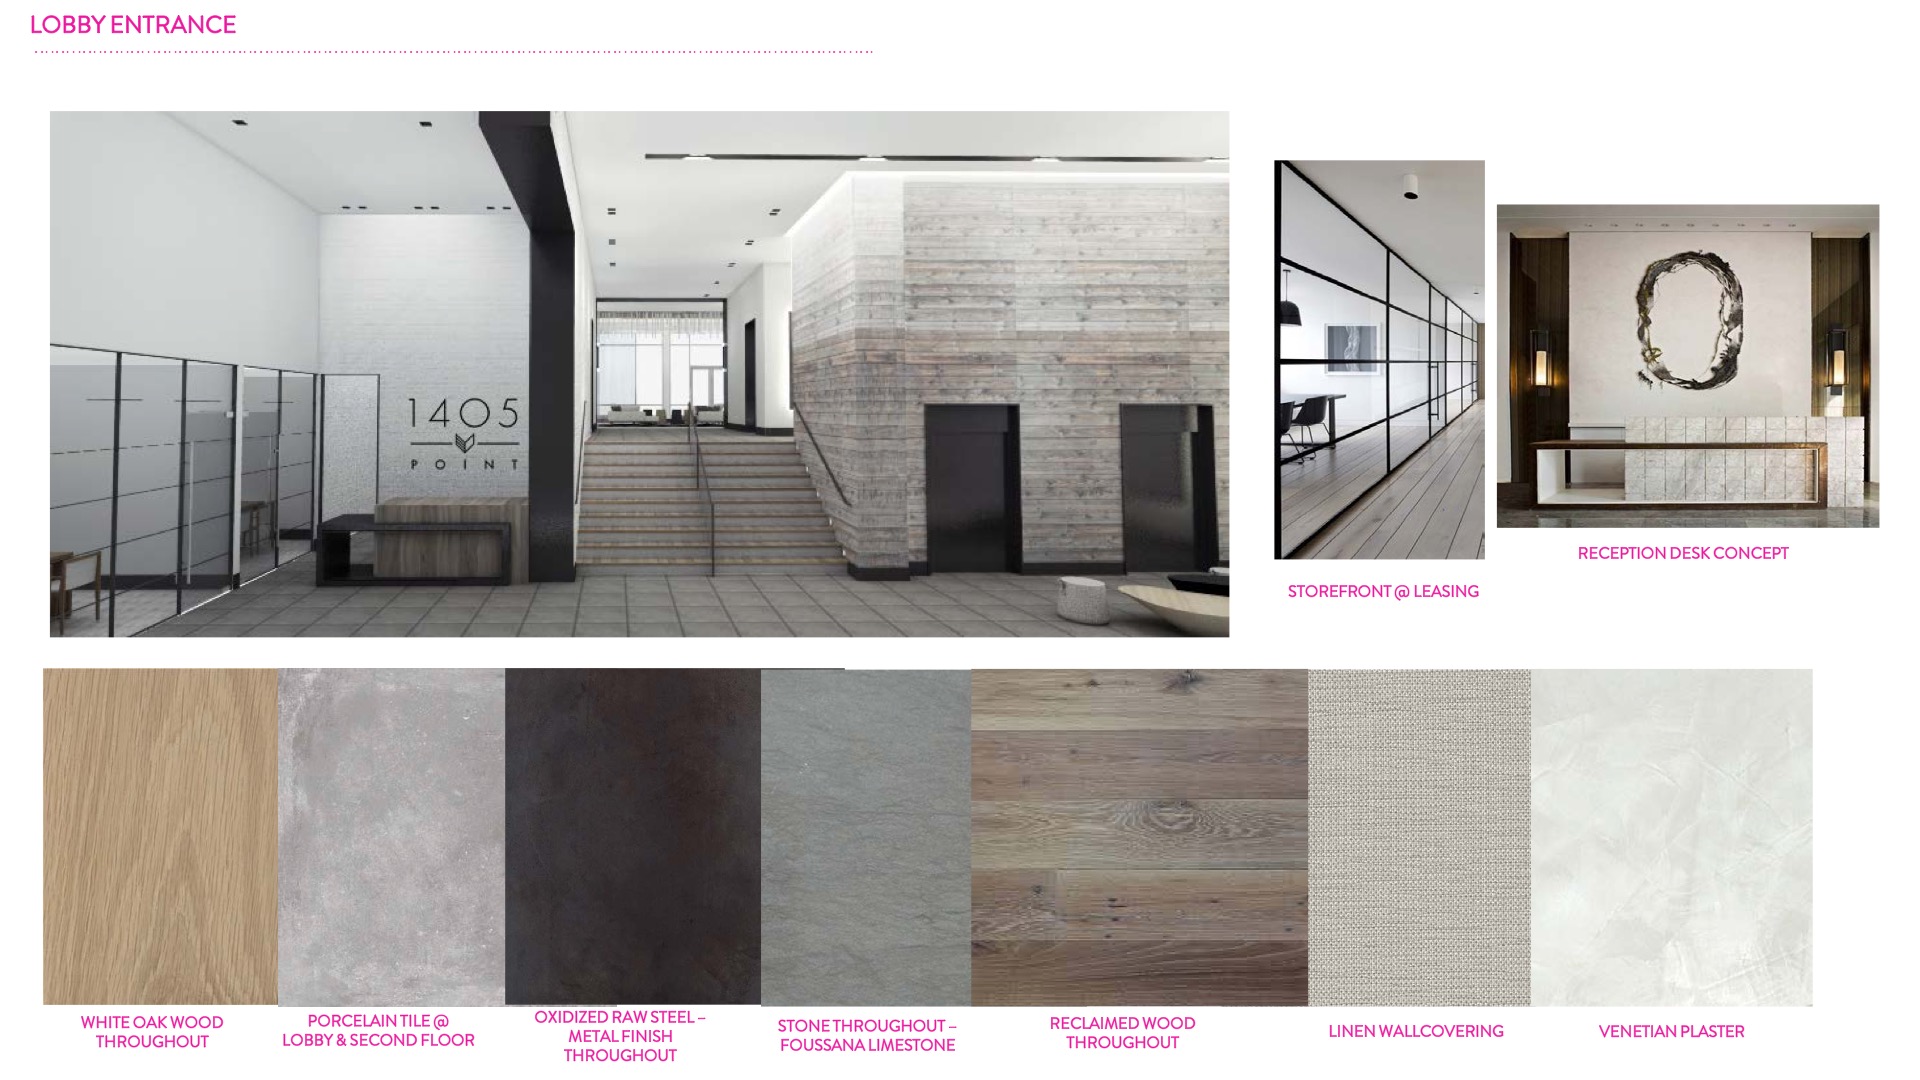 LOBBY ENTRANCE
1405
POINT
STOREFRONT @ LEASING
RECEPTION DESK CONCEPT
WHITE OAK WOOD
THROUGHOUT
PORCELAIN TILE @
LOBBY & SECOND FLOOR
OXIDIZED RAW STEEL –
METAL FINISH
THROUGHOUT
STONE THROUGHOUT –
FOUSSANA LIMESTONE
RECLAIMED WOOD
THROUGHOUT
LINEN WALLCOVERING
VENETIAN PLASTER